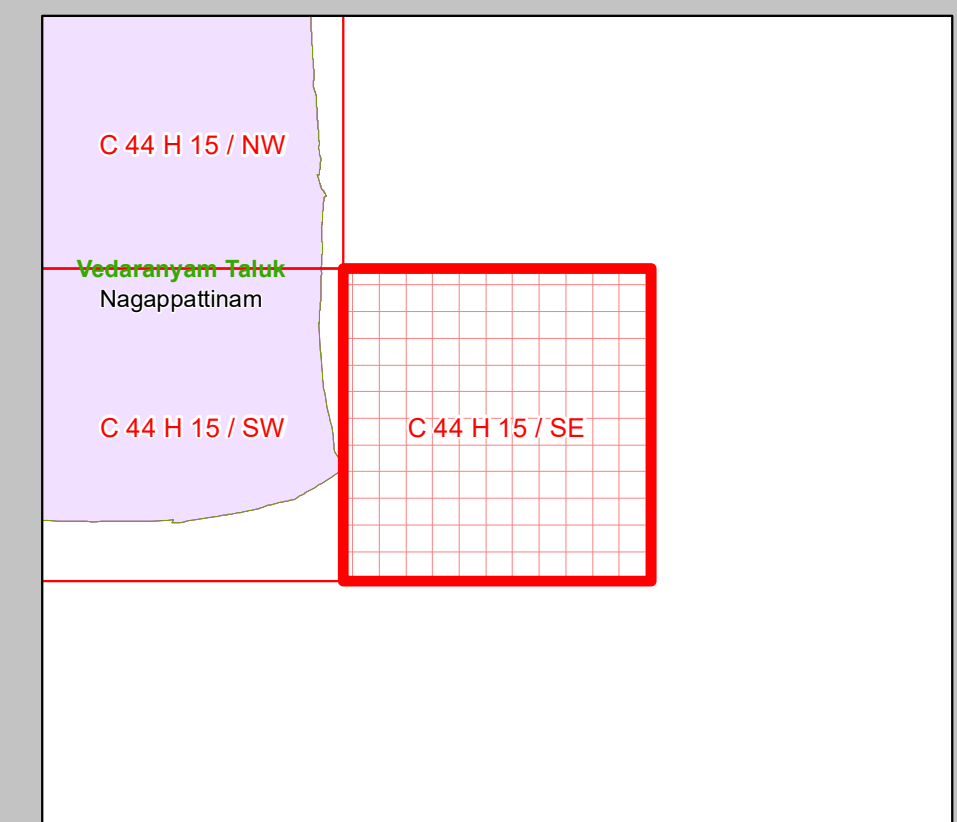 C 44 H 15 / NW
Vedaranyam Taluk
Nagappattinam
C 44 H 15 / SW
C 44 H 15 / SE